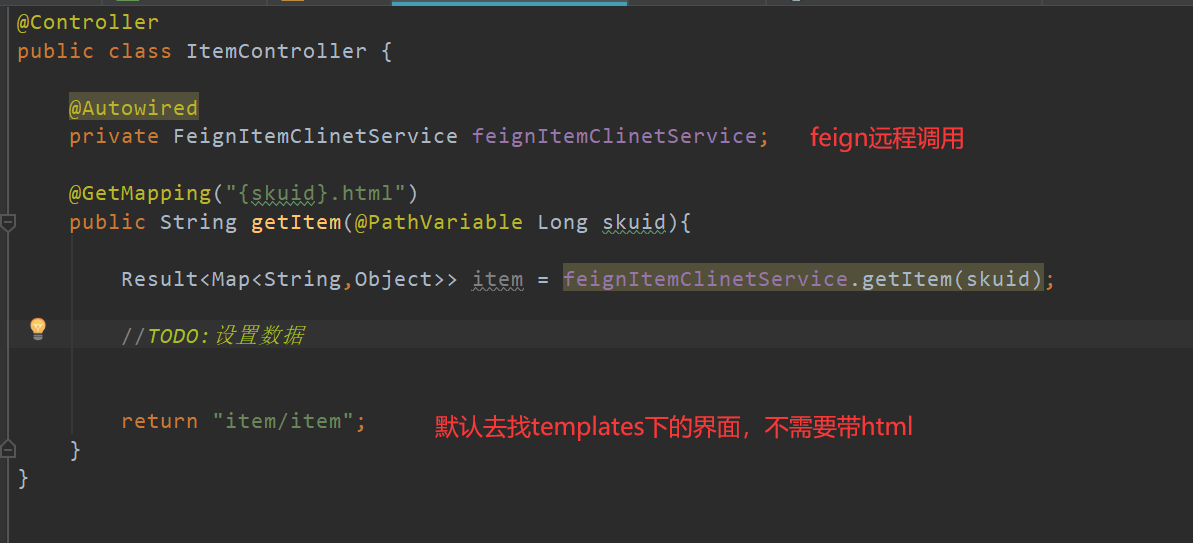 @Controller
public class ItemController {
@Autowired
private FeignItemClinetService feignItemClinetService; feign远程调用
@GetMapping("{skuid}.html")
public String getItem(@PathVariable Long skuid){
Result<Map<String,Object>> item = feignItemClinetService.getItem(skuid);
//TODO:设置数据
return "item/item"; 默认去找templates下的界面，不需要带html
}
}